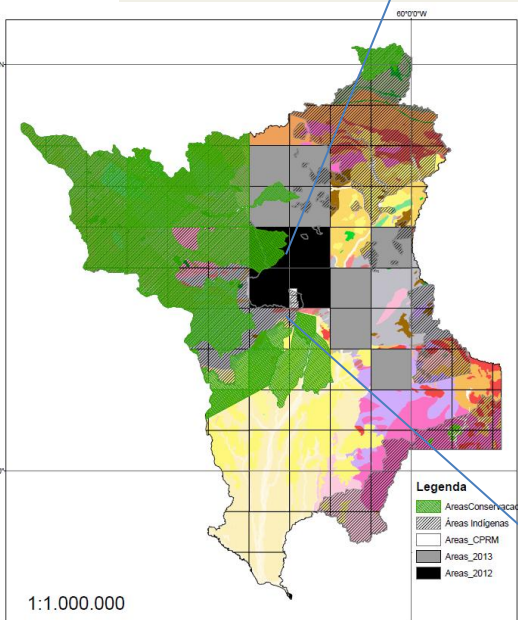 60°0'0"W
N
Legenda
AreasConservacao
Áreas Indígenas
Areas_CPRM
Areas_2013
Areas_2012
1:1.000.000